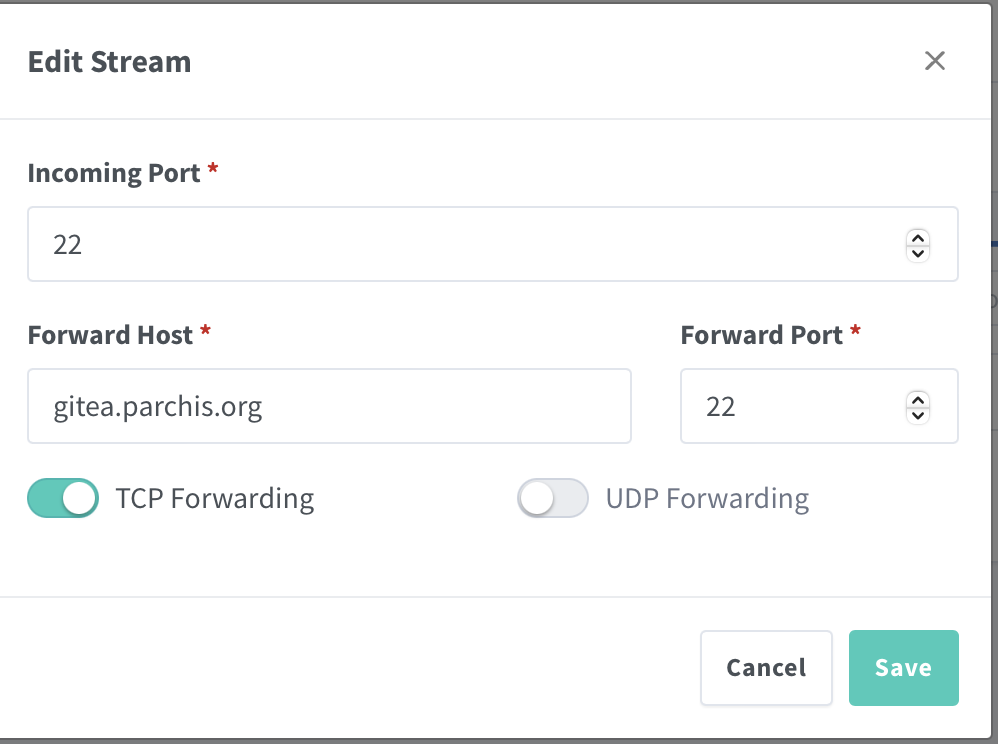 Edit Stream
Incoming Port *
22
Forward Host *
Forward Port *
gitea.parchis.org
22
TCP Forwarding
UDP Forwarding
Cancel
Save